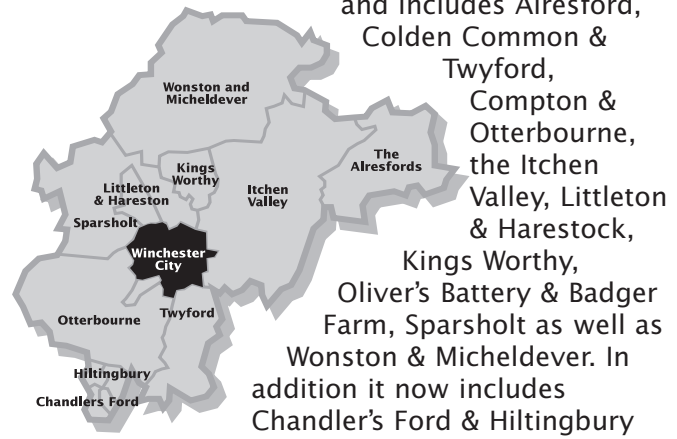 and includes Alresford,
Colden Common &
Twyford,
Compton &
Otterbourne,
the Itchen
Valley, Littleton
& Harestock,
Kings Worthy,
Oliver's Battery & Badger
Farm, Sparsholt as well as
Wonston & Micheldever. In
addition it now includes
Chandler's Ford & Hiltingbury
Wonston and
Micheldever
The
Alresfords
Kings
Worthy
Itchen
Valley
Littleton
& Hareston
Sparsholt
Winchester
City
Otterbourne
Twyford
Hiltingbury
Chandlers Ford